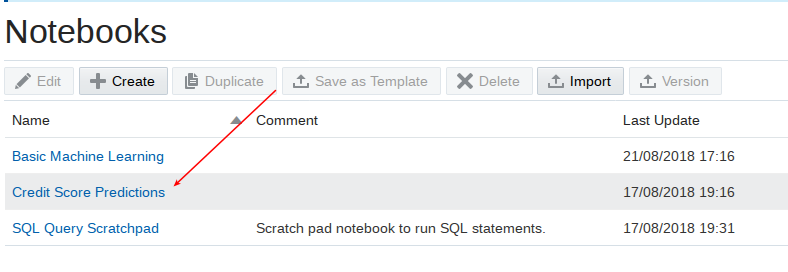 Notebooks
Edit Create Duplicate Save as Template Delete Import Version
Name Comment Last Update
Basic Machine Learning 21/08/2018 17:16
Credit Score Predictions 17/08/2018 19:16
SQL Query Scratchpad Scratch pad notebook to run SQL statements. 17/08/2018 19:31